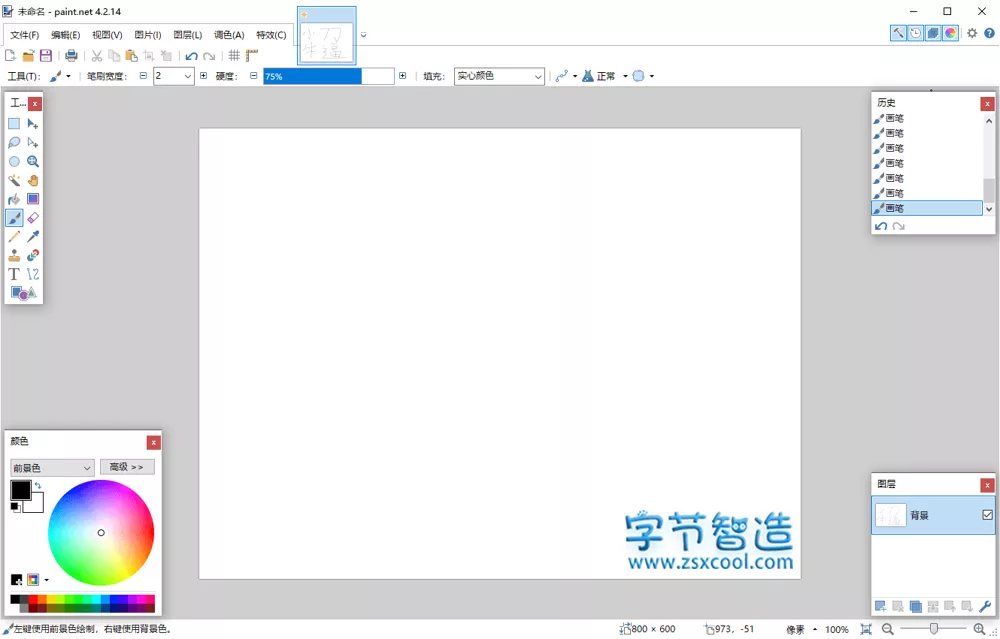 未命名 - paint.net 4.2.14
文件(F) 编辑(E) 视图(V) 图片(I) 图层(L) 调色(A) 特效(C)
工具(T): 笔刷宽度: 2 硬度: 75% 填充: 实心颜色 正常
工...
历史
画笔
画笔
画笔
画笔
画笔
画笔
画笔
颜色
前景色 高级 >>
图层
背景
字节智造
www.zsxcool.com
左键使用前景色绘制，右键使用背景色。 800 × 600 973, -51 像素 100%